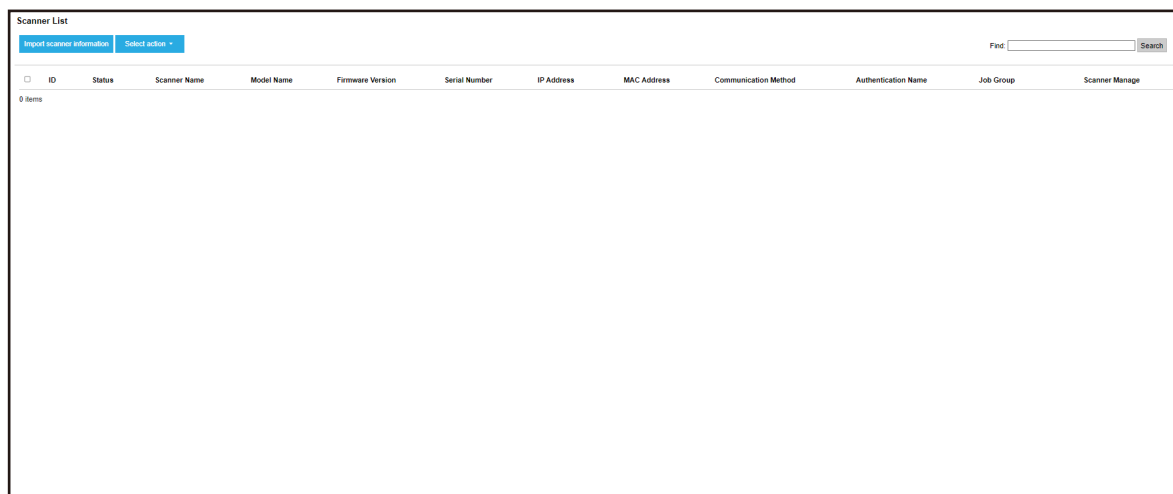 Scanner List
Import scanner information Select action Find: Search
ID Status Scanner Name Model Name Firmware Version Serial Number IP Address MAC Address Communication Method Authentication Name Job Group Scanner Manage
0 items